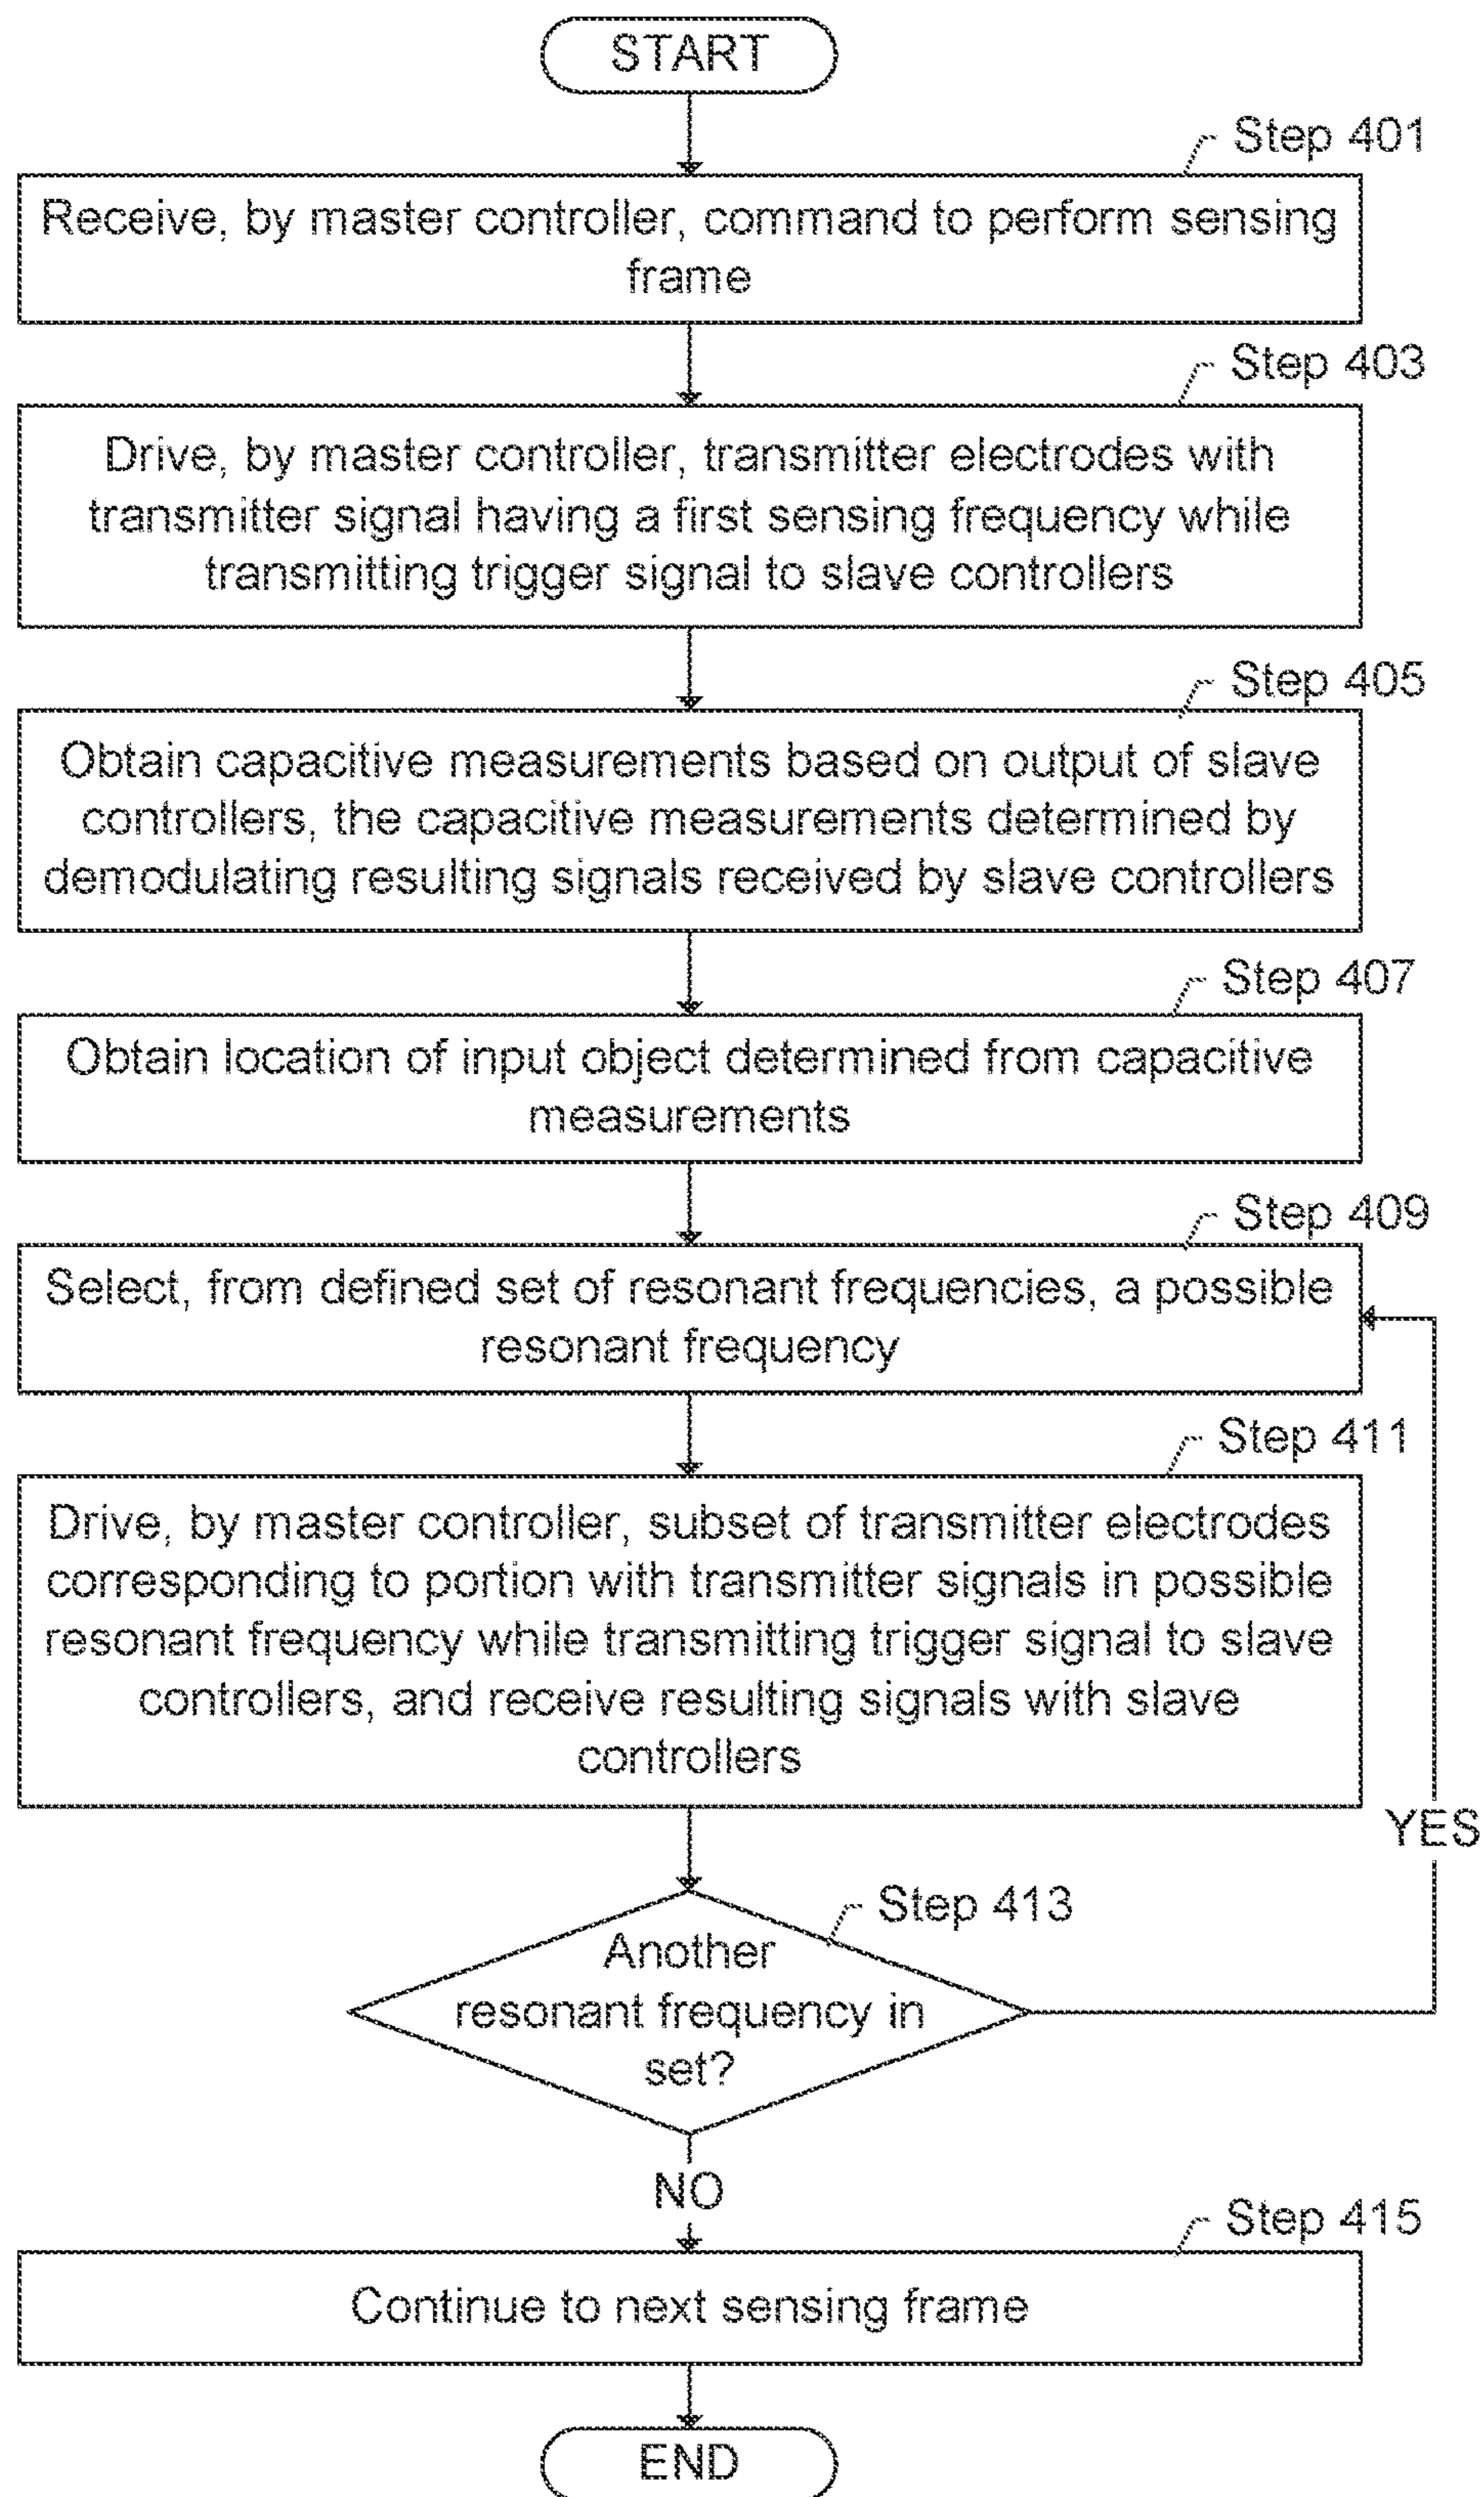 START
Step 401
Receive, by master controller, command to perform sensing
frame
Step 403
Drive, by master controller, transmitter electrodes with
transmitter signal having a first sensing frequency while
transmitting trigger signal to slave controllers
Step 405
Obtain capacitive measurements based on output of slave
controllers, the capacitive measurements determined by
demodulating resulting signals received by slave controllers
Step 407
Obtain location of input object determined from capacitive
measurements
Step 409
Select, from defined set of resonant frequencies, a possible
resonant frequency
Step 411
Drive, by master controller, subset of transmitter electrodes
corresponding to portion with transmitter signals in possible
resonant frequency while transmitting trigger signal to slave
controllers, and receive resulting signals with slave
controllers
YES
Step 413
Another
resonant frequency in
set?
NO
Step 415
Continue to next sensing frame
END